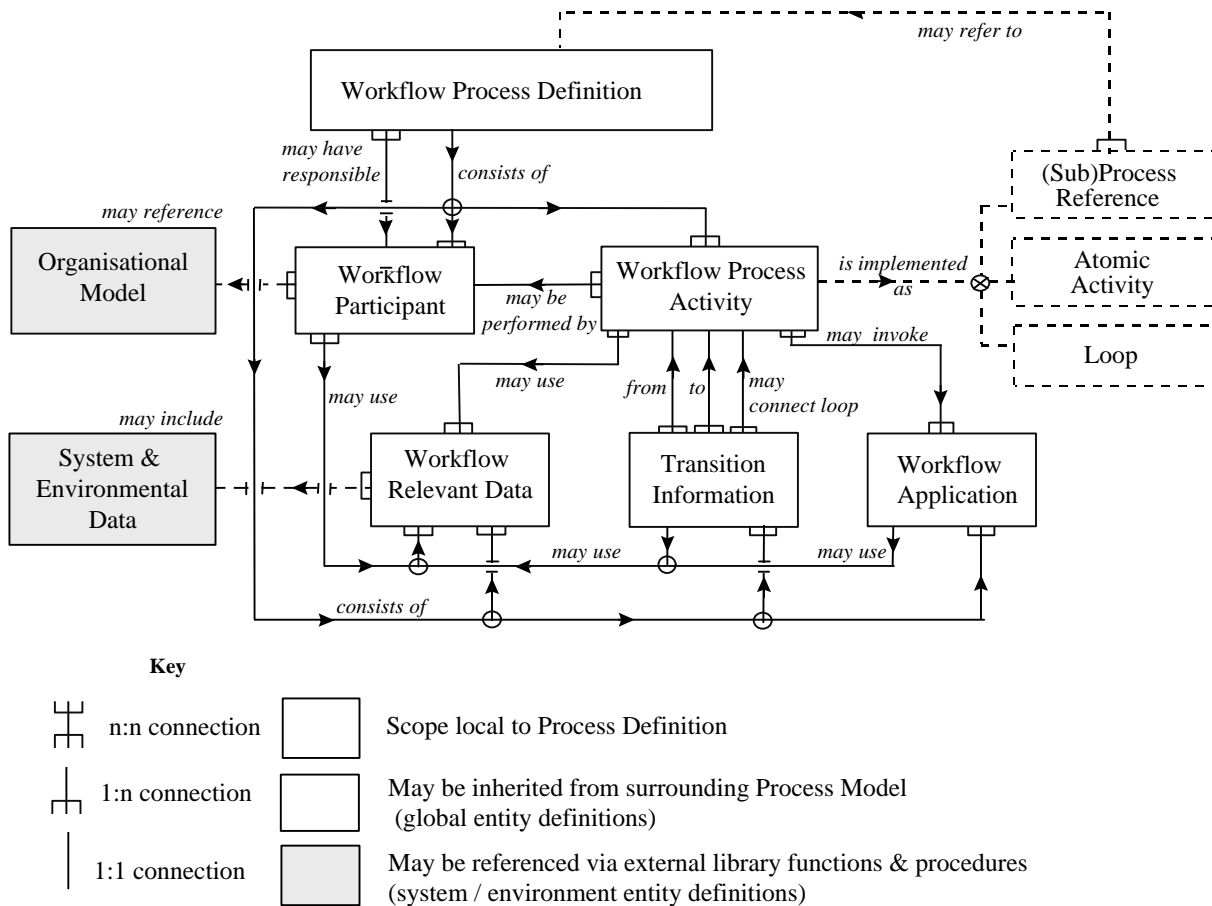 may refer to
Workflow Process Definition
may have
responsible
consists of
(Sub)Process
Reference
may reference
Organisational
Model
Workflow
Participant
may be
performed by
Workflow Process
Activity
is implemented
as
Atomic
Activity
Loop
may invoke
may use
may use
from
to
may
connect loop
may include
System &
Environmental
Data
Workflow
Relevant Data
Transition
Information
Workflow
Application
may use
may use
consists of
Key
n:n connection
Scope local to Process Definition
1:n connection
May be inherited from surrounding Process Model
(global entity definitions)
1:1 connection
May be referenced via external library functions & procedures
(system / environment entity definitions)